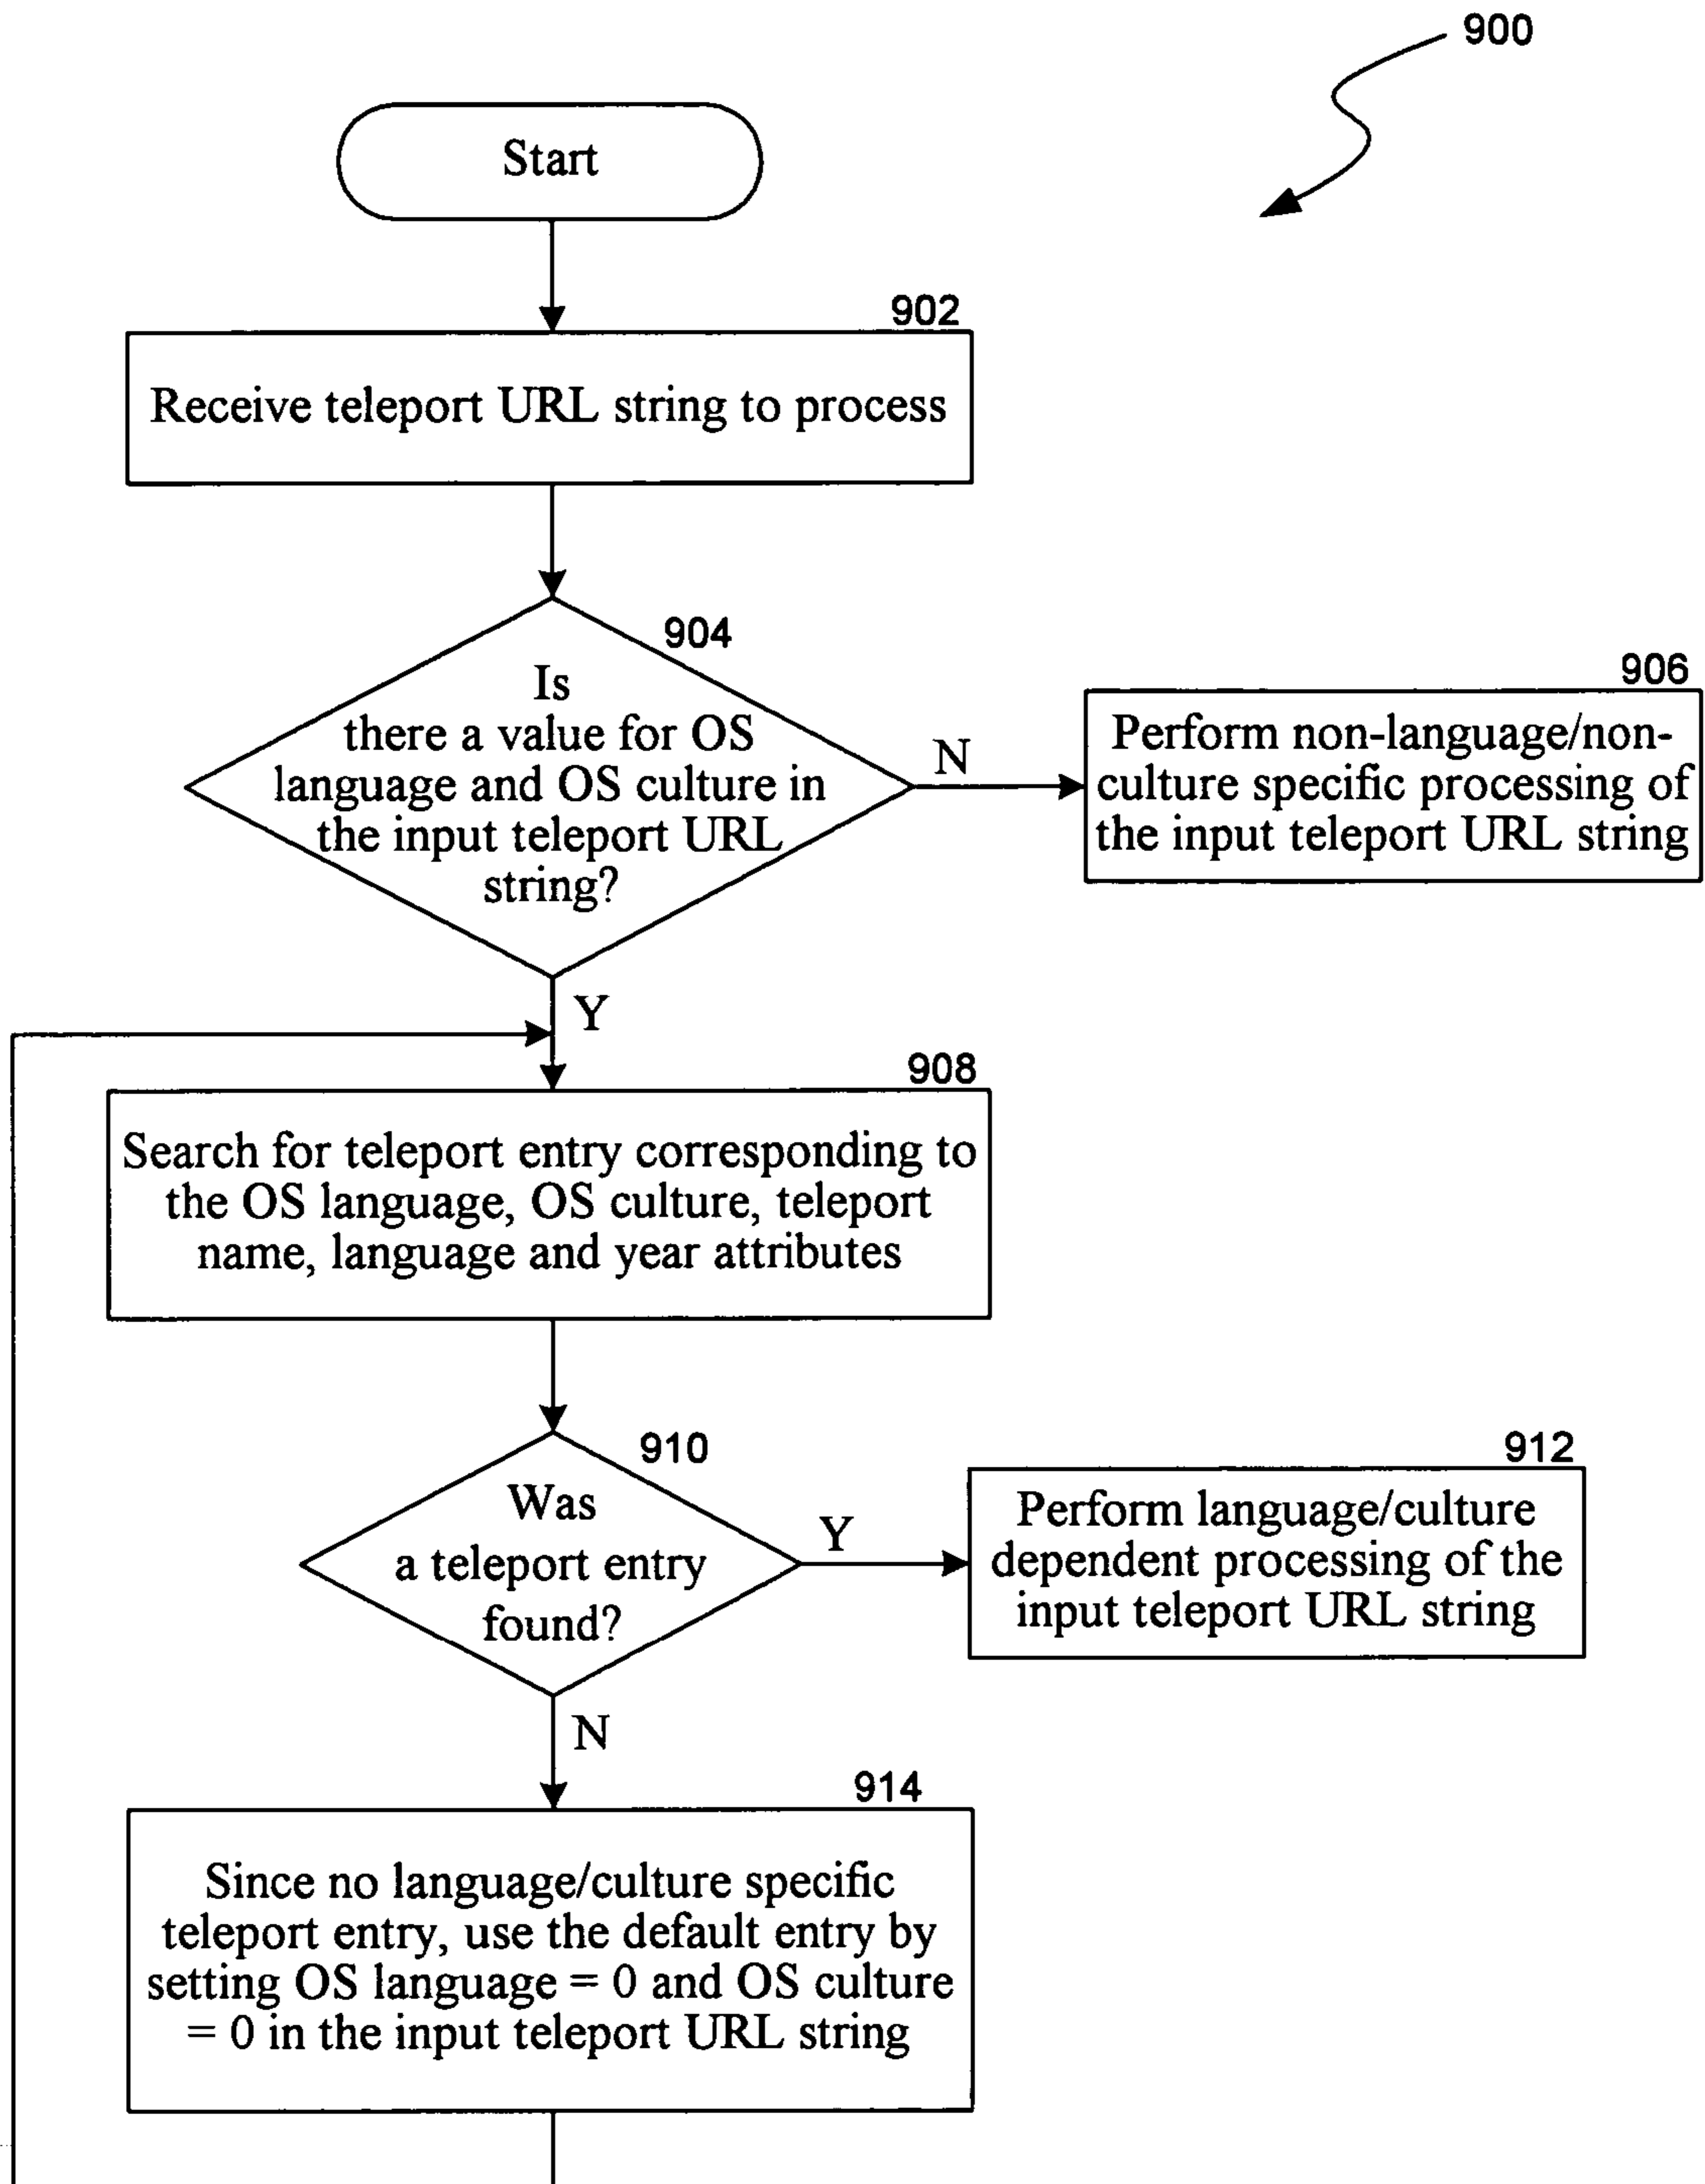 900
Start
902
Receive teleport URL string to process
904
Is
there a value for OS
language and OS culture in
the input teleport URL
string?
N
906
Perform non-language/non-
culture specific processing of
the input teleport URL string
Y
908
Search for teleport entry corresponding to
the OS language, OS culture, teleport
name, language and year attributes
910
Was
a teleport entry
found?
Y
912
Perform language/culture
dependent processing of the
input teleport URL string
N
914
Since no language/culture specific
teleport entry, use the default entry by
setting OS language = 0 and OS culture
= 0 in the input teleport URL string